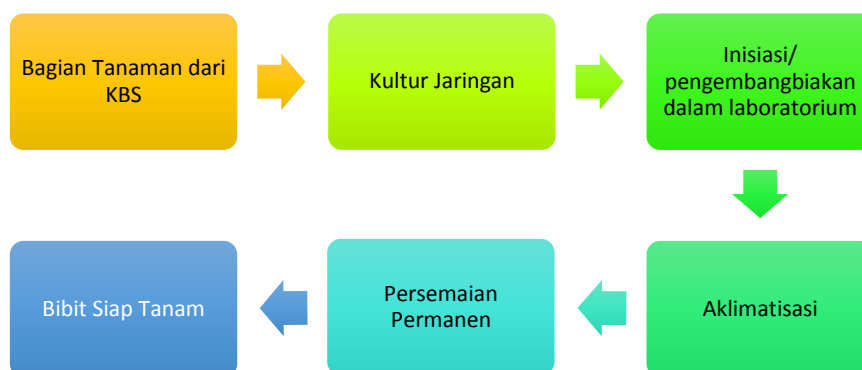 Bagian Tanaman dari
KBS
Kultur Jaringan
Inisiasi/
pengembangbiakan
dalam laboratorium
Aklimatisasi
Persemaian
Permanen
Bibit Siap Tanam